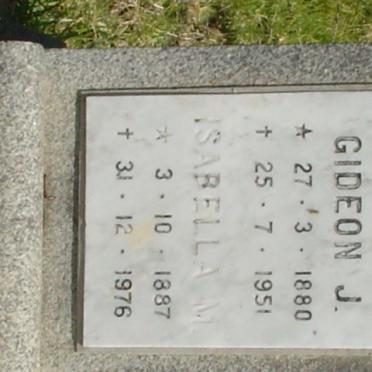 GIDEON J.
* 27·3·1880
+ 25·7·1951
ISABELLA M.
* 3·10·1887
+ 31·12·1976